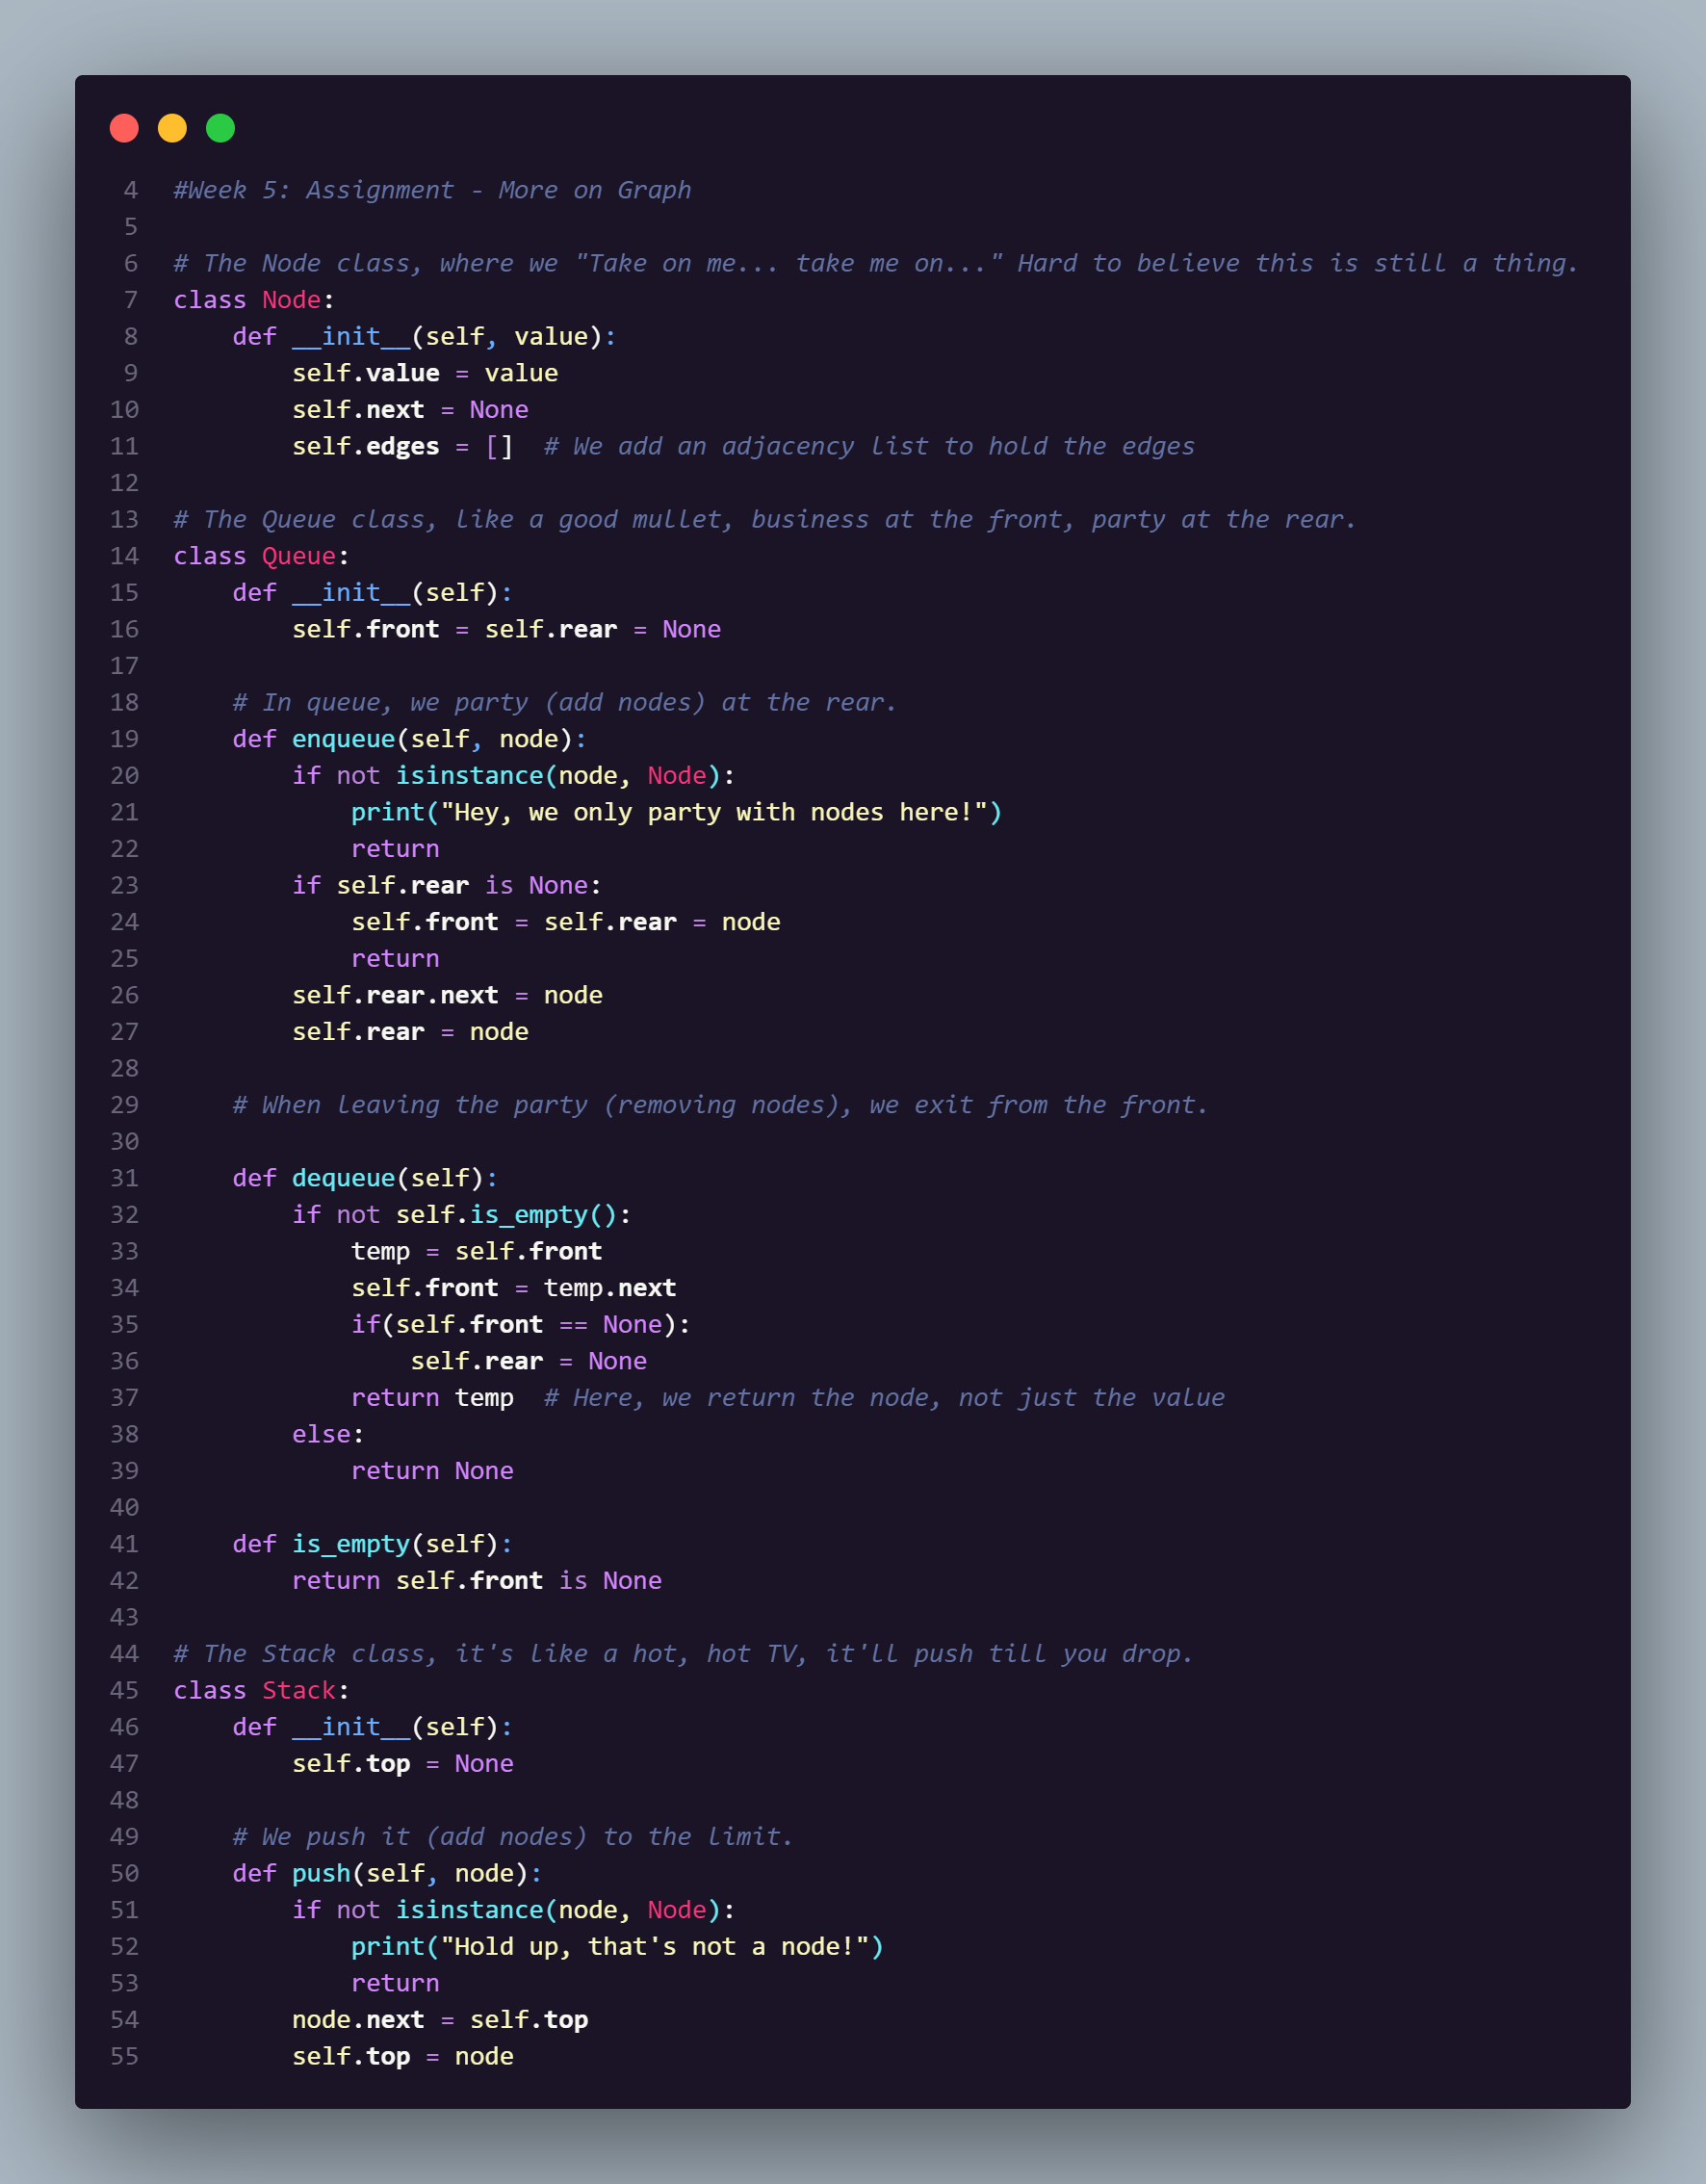 4 #Week 5: Assignment - More on Graph
5
6 # The Node class, where we "Take on me... take me on..." Hard to believe this is still a thing.
7 class Node:
8     def __init__(self, value):
9         self.value = value
10         self.next = None
11         self.edges = []  # We add an adjacency list to hold the edges
12
13 # The Queue class, like a good mullet, business at the front, party at the rear.
14 class Queue:
15     def __init__(self):
16         self.front = self.rear = None
17
18     # In queue, we party (add nodes) at the rear.
19     def enqueue(self, node):
20         if not isinstance(node, Node):
21             print("Hey, we only party with nodes here!")
22             return
23         if self.rear is None:
24             self.front = self.rear = node
25             return
26         self.rear.next = node
27         self.rear = node
28
29     # When leaving the party (removing nodes), we exit from the front.
30
31     def dequeue(self):
32         if not self.is_empty():
33             temp = self.front
34             self.front = temp.next
35             if(self.front == None):
36                 self.rear = None
37             return temp  # Here, we return the node, not just the value
38         else:
39             return None
40
41     def is_empty(self):
42         return self.front is None
43
44 # The Stack class, it's like a hot, hot TV, it'll push till you drop.
45 class Stack:
46     def __init__(self):
47         self.top = None
48
49     # We push it (add nodes) to the limit.
50     def push(self, node):
51         if not isinstance(node, Node):
52             print("Hold up, that's not a node!")
53             return
54         node.next = self.top
55         self.top = node